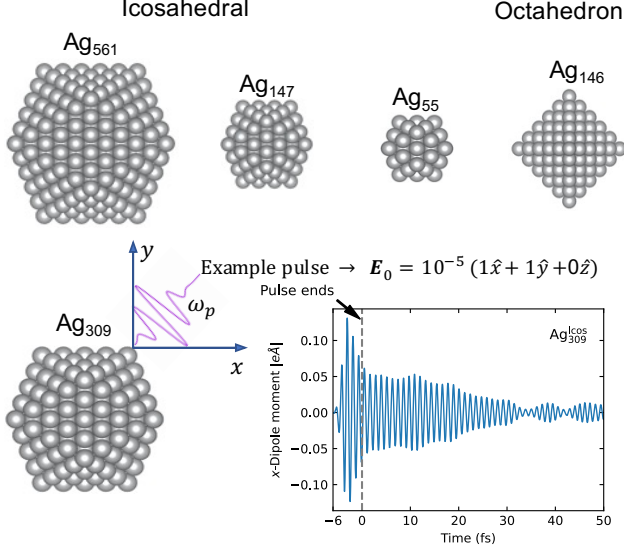 Icosahedral
Octahedron
Ag561
Ag147
Ag55
Ag146
y
Example pulse → E0 = 10⁻⁵ (1x̂ + 1ŷ +0ẑ)
ωp
Pulse ends
Ag309
x
Ag309 Icos
x-Dipole moment |eÅ|
0.10
0.05
0.00
−0.05
−0.10
−6 0 10 20 30 40 50
Time (fs)